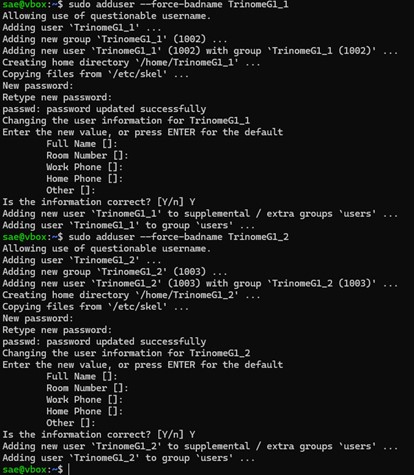 sae@vbox:~$ sudo adduser --force-badname TrinomeG1_1
Allowing use of questionable username.
Adding user `TrinomeG1_1' ...
Adding new group `TrinomeG1_1' (1002) ...
Adding new user `TrinomeG1_1' (1002) with group `TrinomeG1_1 (1002)' ...
Creating home directory `/home/TrinomeG1_1' ...
Copying files from `/etc/skel' ...
New password:
Retype new password:
passwd: password updated successfully
Changing the user information for TrinomeG1_1
Enter the new value, or press ENTER for the default
        Full Name []:
        Room Number []:
        Work Phone []:
        Home Phone []:
        Other []:
Is the information correct? [Y/n] Y
Adding new user `TrinomeG1_1' to supplemental / extra groups `users' ...
Adding user `TrinomeG1_1' to group `users' ...
sae@vbox:~$ sudo adduser --force-badname TrinomeG1_2
Allowing use of questionable username.
Adding user `TrinomeG1_2' ...
Adding new group `TrinomeG1_2' (1003) ...
Adding new user `TrinomeG1_2' (1003) with group `TrinomeG1_2 (1003)' ...
Creating home directory `/home/TrinomeG1_2' ...
Copying files from `/etc/skel' ...
New password:
Retype new password:
passwd: password updated successfully
Changing the user information for TrinomeG1_2
Enter the new value, or press ENTER for the default
        Full Name []:
        Room Number []:
        Work Phone []:
        Home Phone []:
        Other []:
Is the information correct? [Y/n] Y
Adding new user `TrinomeG1_2' to supplemental / extra groups `users' ...
Adding user `TrinomeG1_2' to group `users' ...
sae@vbox:~$